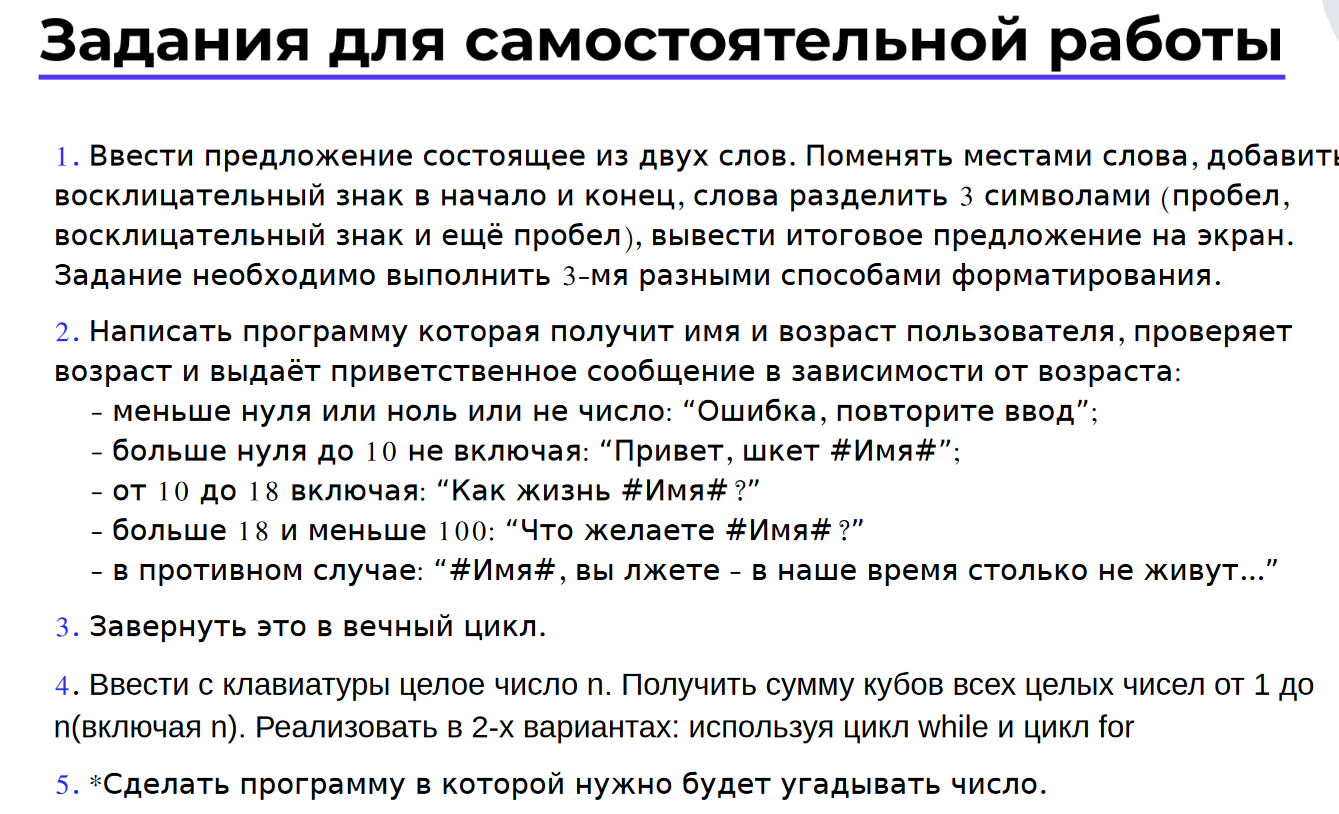 Задания для самостоятельной работы
1. Ввести предложение состоящее из двух слов. Поменять местами слова, добавить
восклицательный знак в начало и конец, слова разделить 3 символами (пробел,
восклицательный знак и ещё пробел), вывести итоговое предложение на экран.
Задание необходимо выполнить 3-мя разными способами форматирования.
2. Написать программу которая получит имя и возраст пользователя, проверяет
возраст и выдаёт приветственное сообщение в зависимости от возраста:
- меньше нуля или ноль или не число: “Ошибка, повторите ввод”;
- больше нуля до 10 не включая: “Привет, шкет #Имя#”;
- от 10 до 18 включая: “Как жизнь #Имя#?”
- больше 18 и меньше 100: “Что желаете #Имя#?”
- в противном случае: “#Имя#, вы лжете - в наше время столько не живут...”
3. Завернуть это в вечный цикл.
4. Ввести с клавиатуры целое число n. Получить сумму кубов всех целых чисел от 1 до
n(включая n). Реализовать в 2-х вариантах: используя цикл while и цикл for
5. *Сделать программу в которой нужно будет угадывать число.